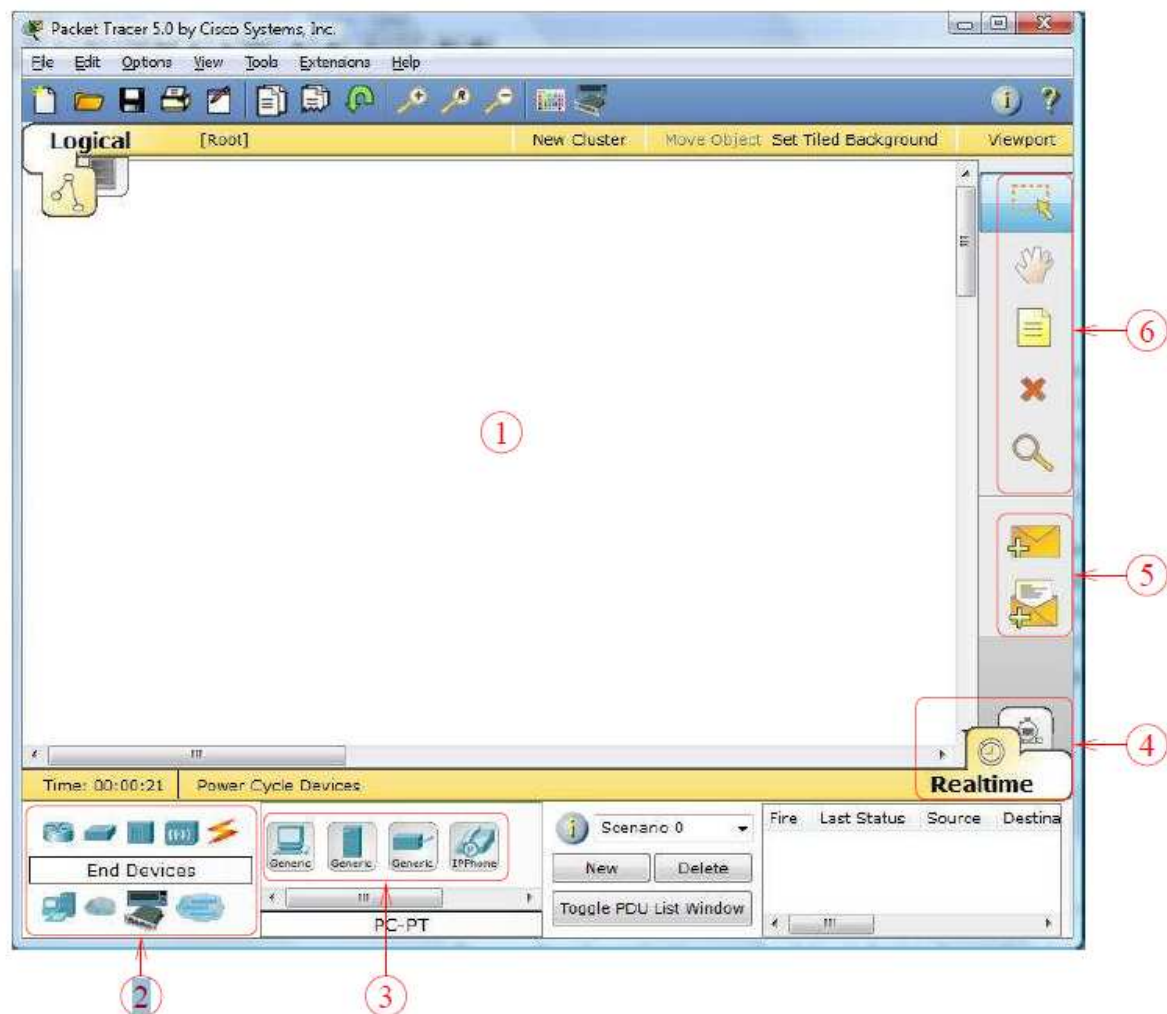 Packet Tracer 5.0 by Cisco Systems, Inc.
File Edit Options View Tools Extensions Help
i ?
Logical [Root] New Cluster Move Object Set Tiled Background Viewport
1
6
5
4
Time: 00:00:21 Power Cycle Devices Realtime
End Devices
Generic Generic Generic IPPhone
PC-PT
i Scenario 0
New Delete
Toggle PDU List Window
Fire Last Status Source Destina
2 3